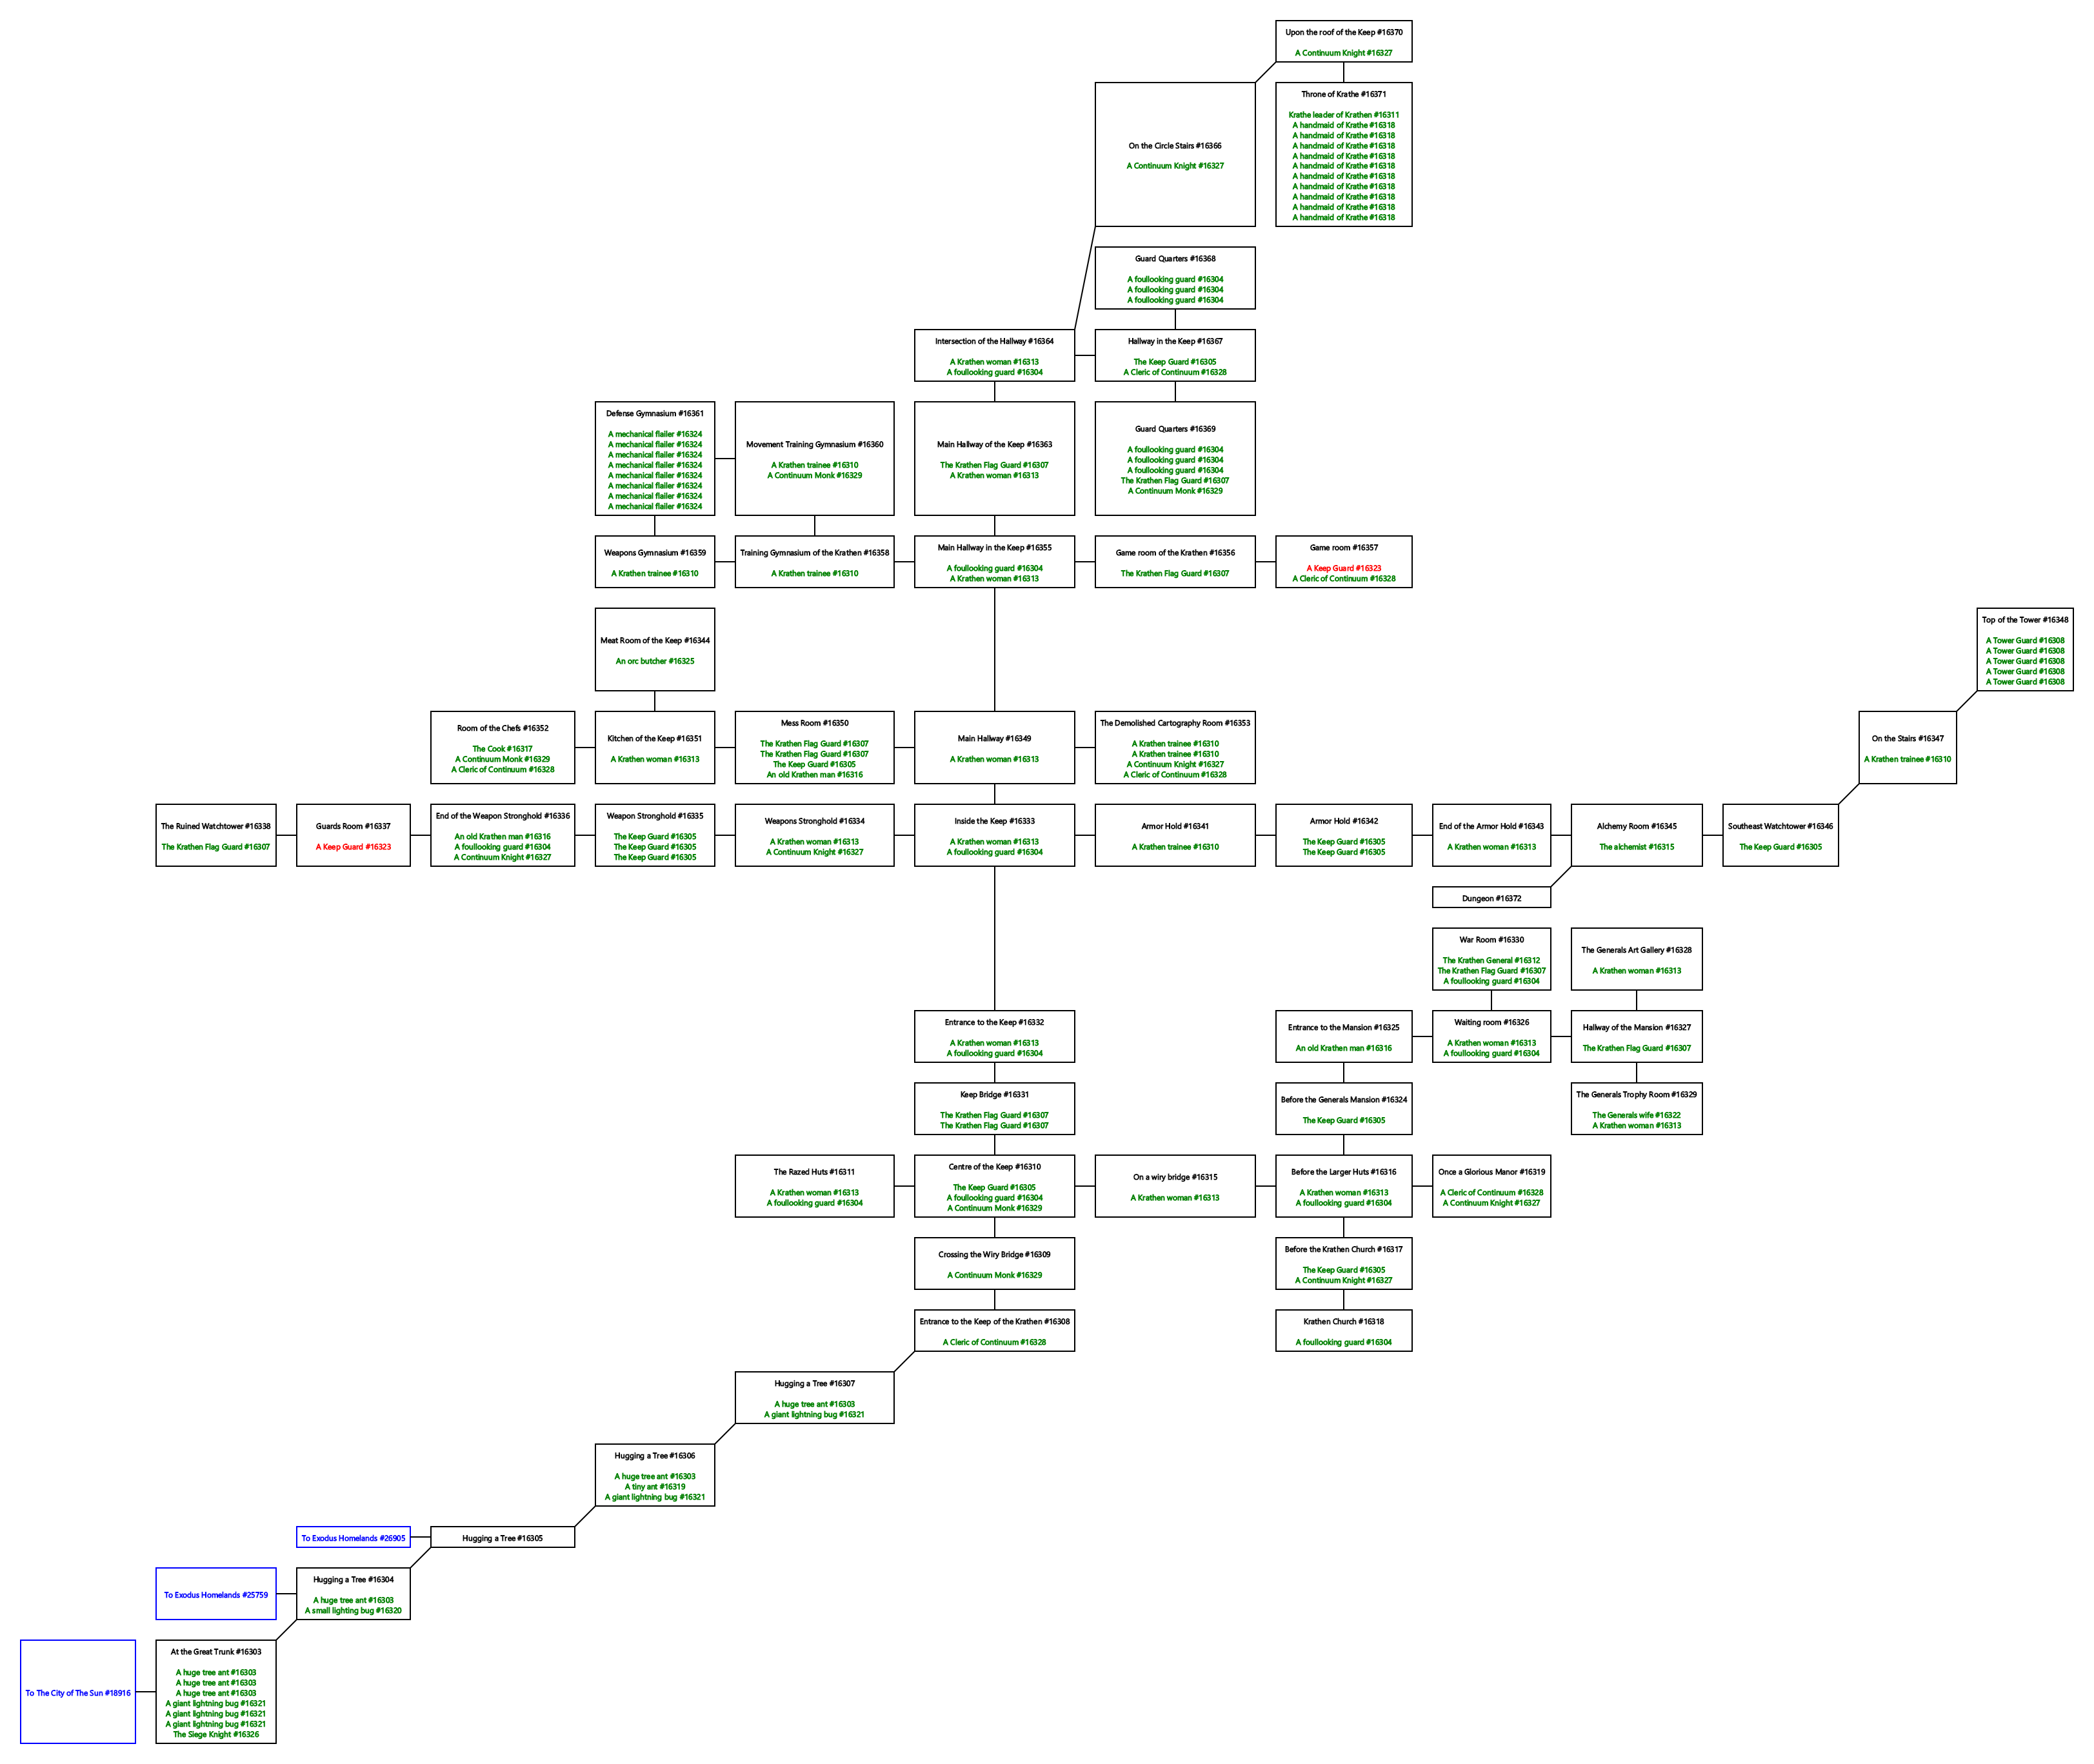 Upon the roof of the Keep #16370
A Continuum Knight #16327
On the Circle Stairs #16366
A Continuum Knight #16327
Throne of Krathe #16371
Krathe leader of Krathen #16311
A handmaid of Krathe #16318
A handmaid of Krathe #16318
A handmaid of Krathe #16318
A handmaid of Krathe #16318
A handmaid of Krathe #16318
A handmaid of Krathe #16318
A handmaid of Krathe #16318
A handmaid of Krathe #16318
A handmaid of Krathe #16318
A handmaid of Krathe #16318
Guard Quarters #16368
A foullooking guard #16304
A foullooking guard #16304
A foullooking guard #16304
Intersection of the Hallway #16364
A Krathen woman #16313
A foullooking guard #16304
Hallway in the Keep #16367
The Keep Guard #16305
A Cleric of Continuum #16328
Defense Gymnasium #16361
A mechanical flailer #16324
A mechanical flailer #16324
A mechanical flailer #16324
A mechanical flailer #16324
A mechanical flailer #16324
A mechanical flailer #16324
A mechanical flailer #16324
A mechanical flailer #16324
Movement Training Gymnasium #16360
A Krathen trainee #16310
A Continuum Monk #16329
Main Hallway of the Keep #16363
The Krathen Flag Guard #16307
A Krathen woman #16313
Guard Quarters #16369
A foullooking guard #16304
A foullooking guard #16304
A foullooking guard #16304
The Krathen Flag Guard #16307
A Continuum Monk #16329
Weapons Gymnasium #16359
A Krathen trainee #16310
Training Gymnasium of the Krathen #16358
A Krathen trainee #16310
Main Hallway in the Keep #16355
A foullooking guard #16304
A Krathen woman #16313
Game room of the Krathen #16356
The Krathen Flag Guard #16307
Game room #16357
A Keep Guard #16323
A Cleric of Continuum #16328
Meat Room of the Keep #16344
An orc butcher #16325
Top of the Tower #16348
A Tower Guard #16308
A Tower Guard #16308
A Tower Guard #16308
A Tower Guard #16308
A Tower Guard #16308
Room of the Chefs #16352
The Cook #16317
A Continuum Monk #16329
A Cleric of Continuum #16328
Kitchen of the Keep #16351
A Krathen woman #16313
Mess Room #16350
The Krathen Flag Guard #16307
The Krathen Flag Guard #16307
The Keep Guard #16305
An old Krathen man #16316
Main Hallway #16349
A Krathen woman #16313
The Demolished Cartography Room #16353
A Krathen trainee #16310
A Krathen trainee #16310
A Continuum Knight #16327
A Cleric of Continuum #16328
On the Stairs #16347
A Krathen trainee #16310
The Ruined Watchtower #16338
The Krathen Flag Guard #16307
Guards Room #16337
A Keep Guard #16323
End of the Weapon Stronghold #16336
An old Krathen man #16316
A foullooking guard #16304
A Continuum Knight #16327
Weapon Stronghold #16335
The Keep Guard #16305
The Keep Guard #16305
The Keep Guard #16305
Weapons Stronghold #16334
A Krathen woman #16313
A Continuum Knight #16327
Inside the Keep #16333
A Krathen woman #16313
A foullooking guard #16304
Armor Hold #16341
A Krathen trainee #16310
Armor Hold #16342
The Keep Guard #16305
The Keep Guard #16305
End of the Armor Hold #16343
A Krathen woman #16313
Alchemy Room #16345
The alchemist #16315
Southeast Watchtower #16346
The Keep Guard #16305
Dungeon #16372
War Room #16330
The Krathen General #16312
The Krathen Flag Guard #16307
A foullooking guard #16304
The Generals Art Gallery #16328
A Krathen woman #16313
Entrance to the Keep #16332
A Krathen woman #16313
A foullooking guard #16304
Entrance to the Mansion #16325
An old Krathen man #16316
Waiting room #16326
A Krathen woman #16313
A foullooking guard #16304
Hallway of the Mansion #16327
The Krathen Flag Guard #16307
Keep Bridge #16331
The Krathen Flag Guard #16307
The Krathen Flag Guard #16307
Before the Generals Mansion #16324
The Keep Guard #16305
The Generals Trophy Room #16329
The Generals wife #16322
A Krathen woman #16313
The Razed Huts #16311
A Krathen woman #16313
A foullooking guard #16304
Centre of the Keep #16310
The Keep Guard #16305
A foullooking guard #16304
A Continuum Monk #16329
On a wiry bridge #16315
A Krathen woman #16313
Before the Larger Huts #16316
A Krathen woman #16313
A foullooking guard #16304
Once a Glorious Manor #16319
A Cleric of Continuum #16328
A Continuum Knight #16327
Crossing the Wiry Bridge #16309
A Continuum Monk #16329
Before the Krathen Church #16317
The Keep Guard #16305
A Continuum Knight #16327
Entrance to the Keep of the Krathen #16308
A Cleric of Continuum #16328
Krathen Church #16318
A foullooking guard #16304
Hugging a Tree #16307
A huge tree ant #16303
A giant lightning bug #16321
Hugging a Tree #16306
A huge tree ant #16303
A tiny ant #16319
A giant lightning bug #16321
To Exodus Homelands #26905
Hugging a Tree #16305
To Exodus Homelands #25759
Hugging a Tree #16304
A huge tree ant #16303
A small lighting bug #16320
To The City of The Sun #18916
At the Great Trunk #16303
A huge tree ant #16303
A huge tree ant #16303
A huge tree ant #16303
A giant lightning bug #16321
A giant lightning bug #16321
A giant lightning bug #16321
The Siege Knight #16326